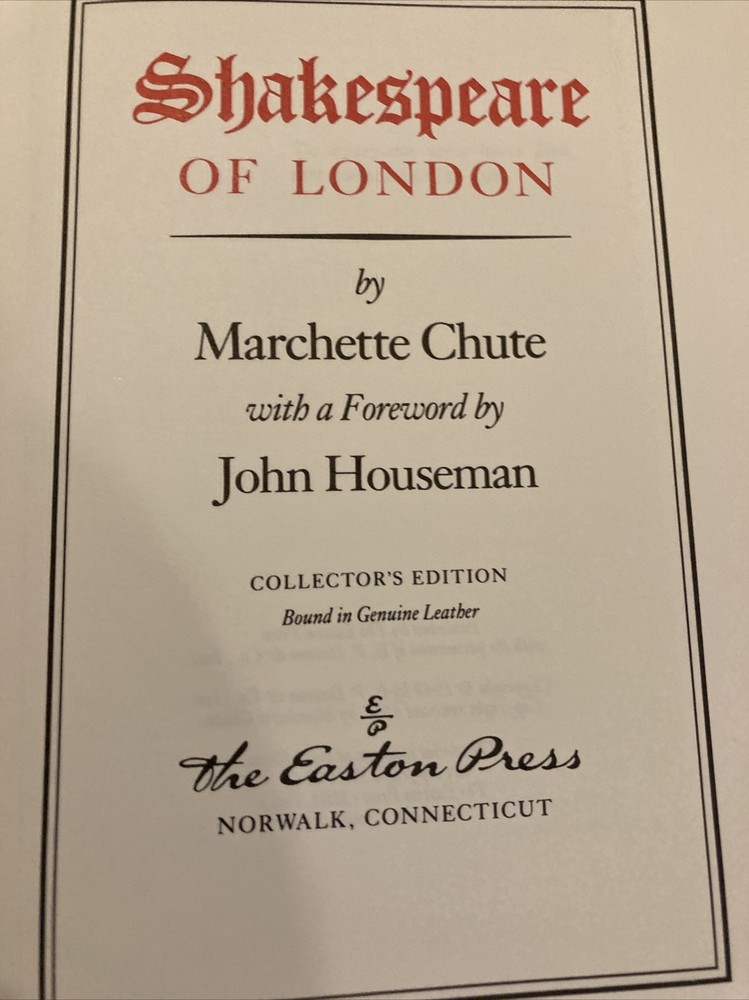 Shakespeare
OF LONDON
by
Marchette Chute
with a Foreword by
John Houseman
COLLECTOR'S EDITION
Bound in Genuine Leather
E
P
The Easton Press
NORWALK, CONNECTICUT